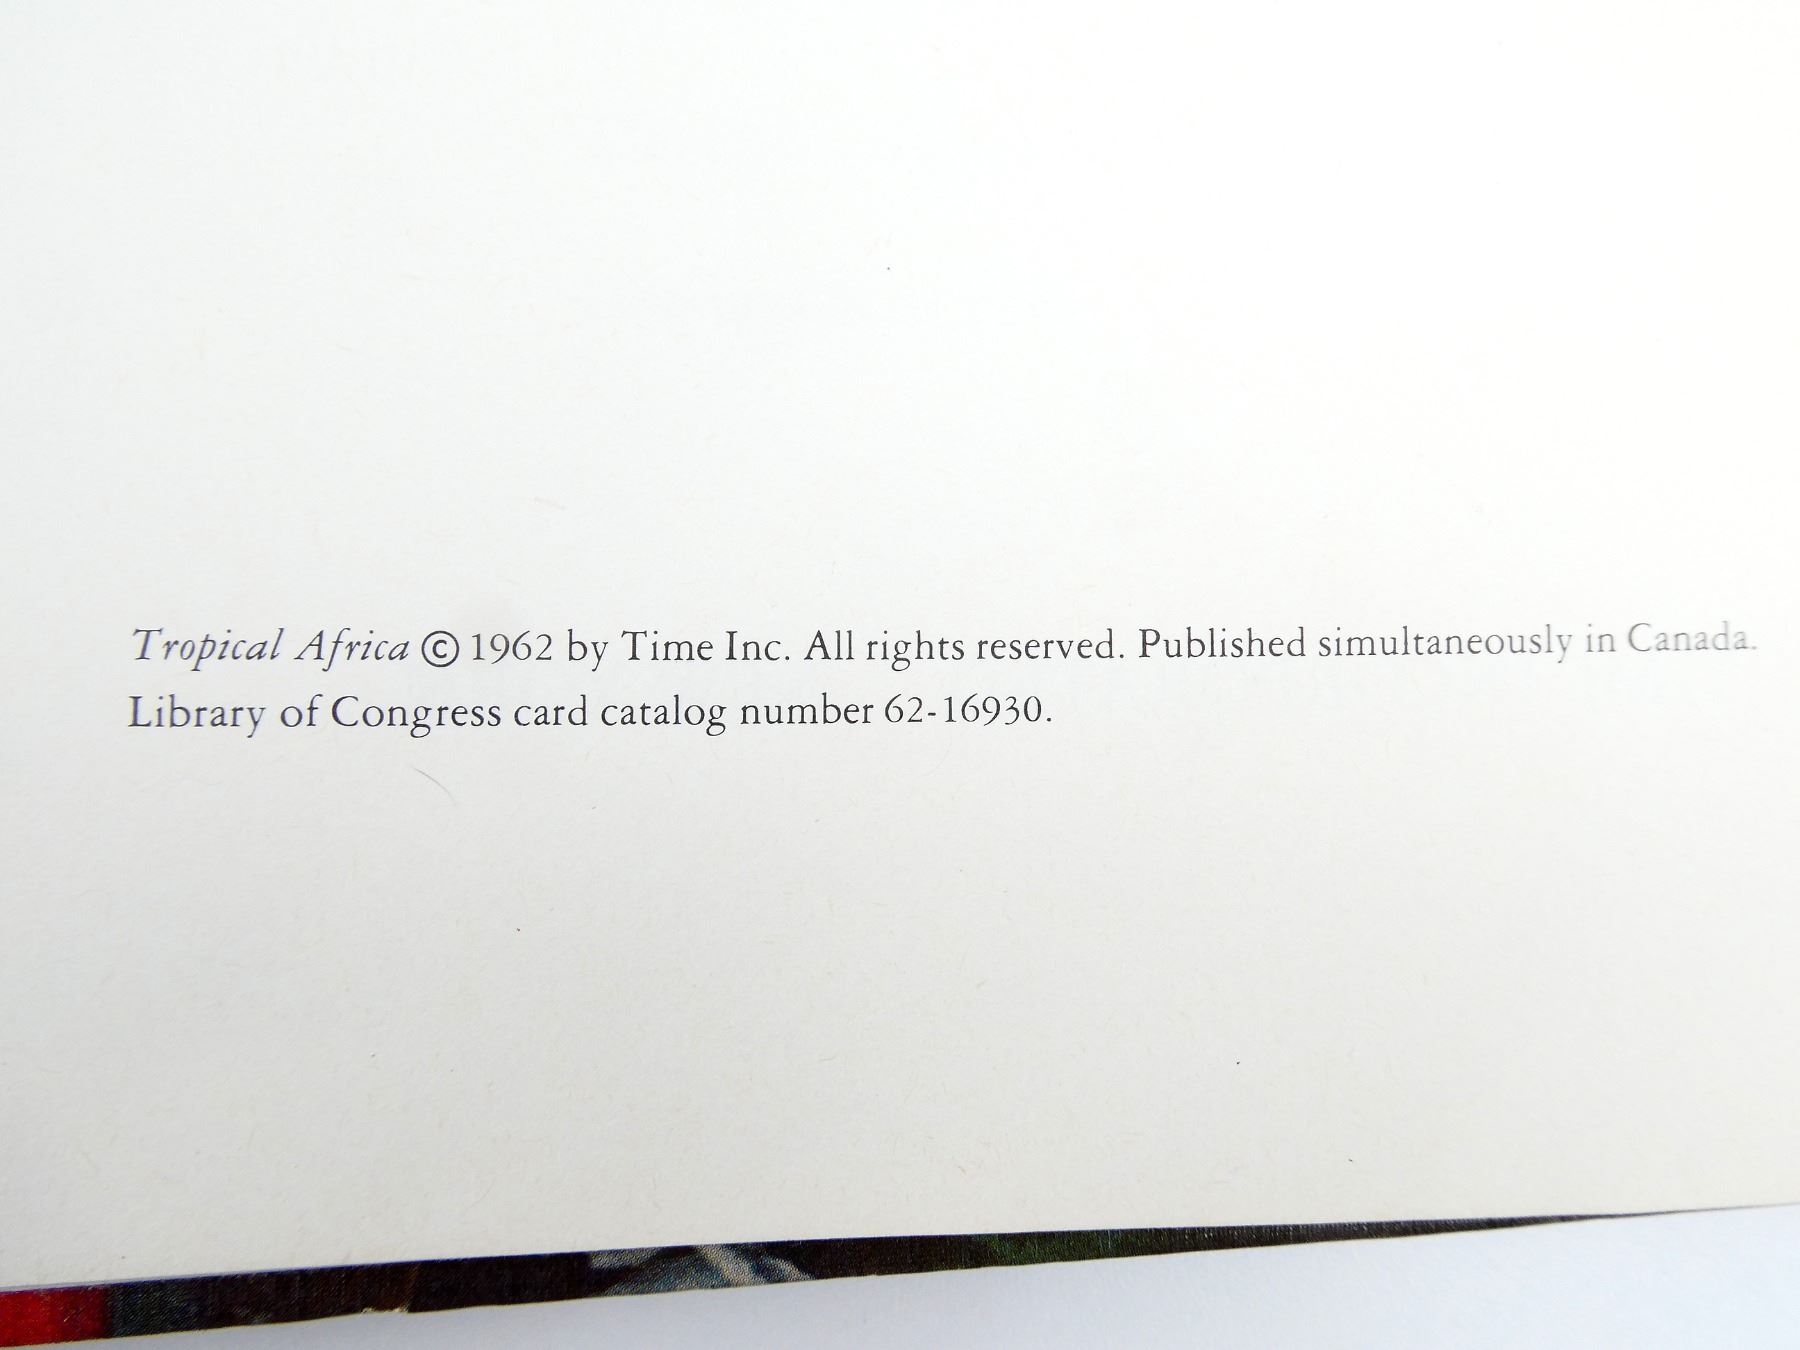 Tropical Africa © 1962 by Time Inc. All rights reserved. Published simultaneously in Canada.
Library of Congress card catalog number 62-16930.